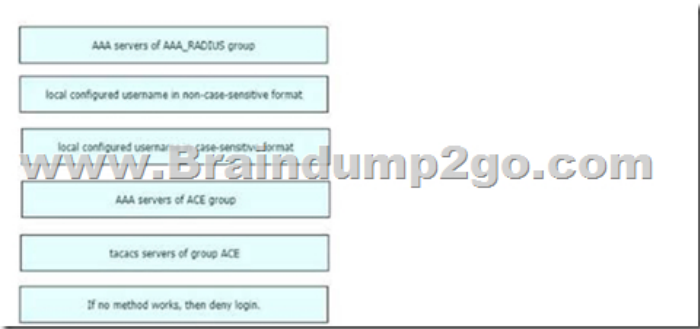 AAA servers of AAA_RADIUS group
local configured username in non-case-sensitive format
local configured username in case-sensitive format
www.Braindump2go.com
AAA servers of ACE group
tacacs servers of group ACE
If no method works, then deny login.